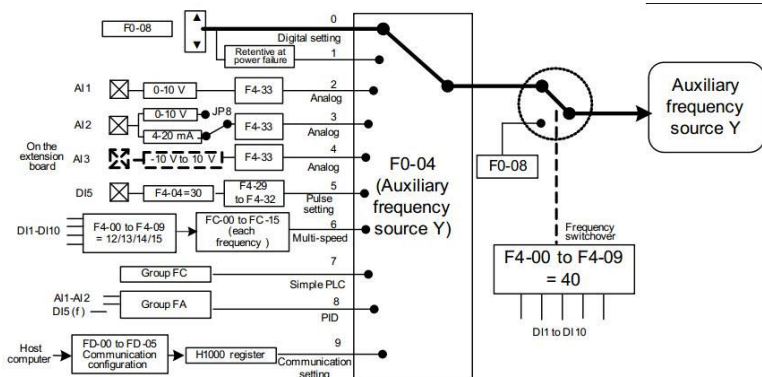 F0-08
0
Digital setting
Retentive at
power failure
1
AI1
0-10 V
F4-33
2
Analog
AI2
0-10 V
JP8
4-20 mA
F4-33
3
Analog
On the
extension
board
AI3
-10 V to 10 V
F4-33
4
Analog
DI5
F4-04=30
F4-29
to F4-32
5
Pulse
setting
DI1-DI10
F4-00 to F4-09
= 12/13/14/15
FC-00 to FC-15
(each
frequency )
6
Multi-speed
Group FC
7
Simple PLC
AI1-AI2
DI5 (f )
Group FA
8
PID
Host
computer
FD-00 to FD-05
Communication
configuration
H1000 register
9
Communication
setting
F0-04
(Auxiliary
frequency
source Y)
F0-08
Auxiliary
frequency
source Y
Frequency
switchover
F4-00 to F4-09
= 40
DI1 to DI10